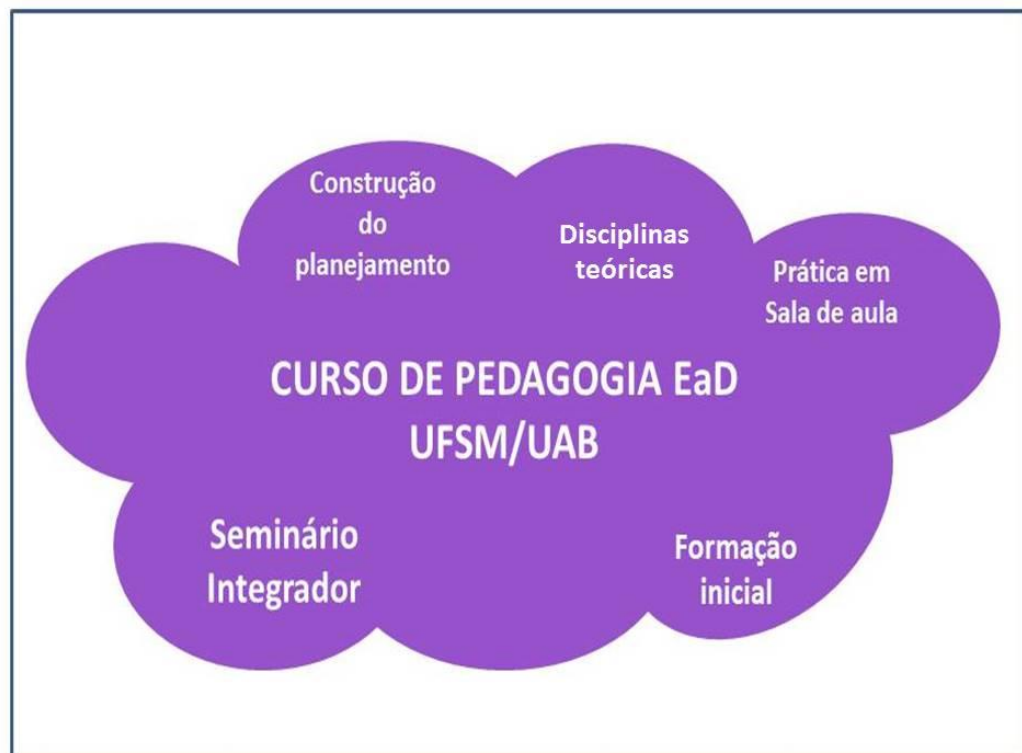 Construção
do
planejamento
Disciplinas
teóricas
Prática em
Sala de aula
CURSO DE PEDAGOGIA EaD
UFSM/UAB
Seminário
Integrador
Formação
inicial